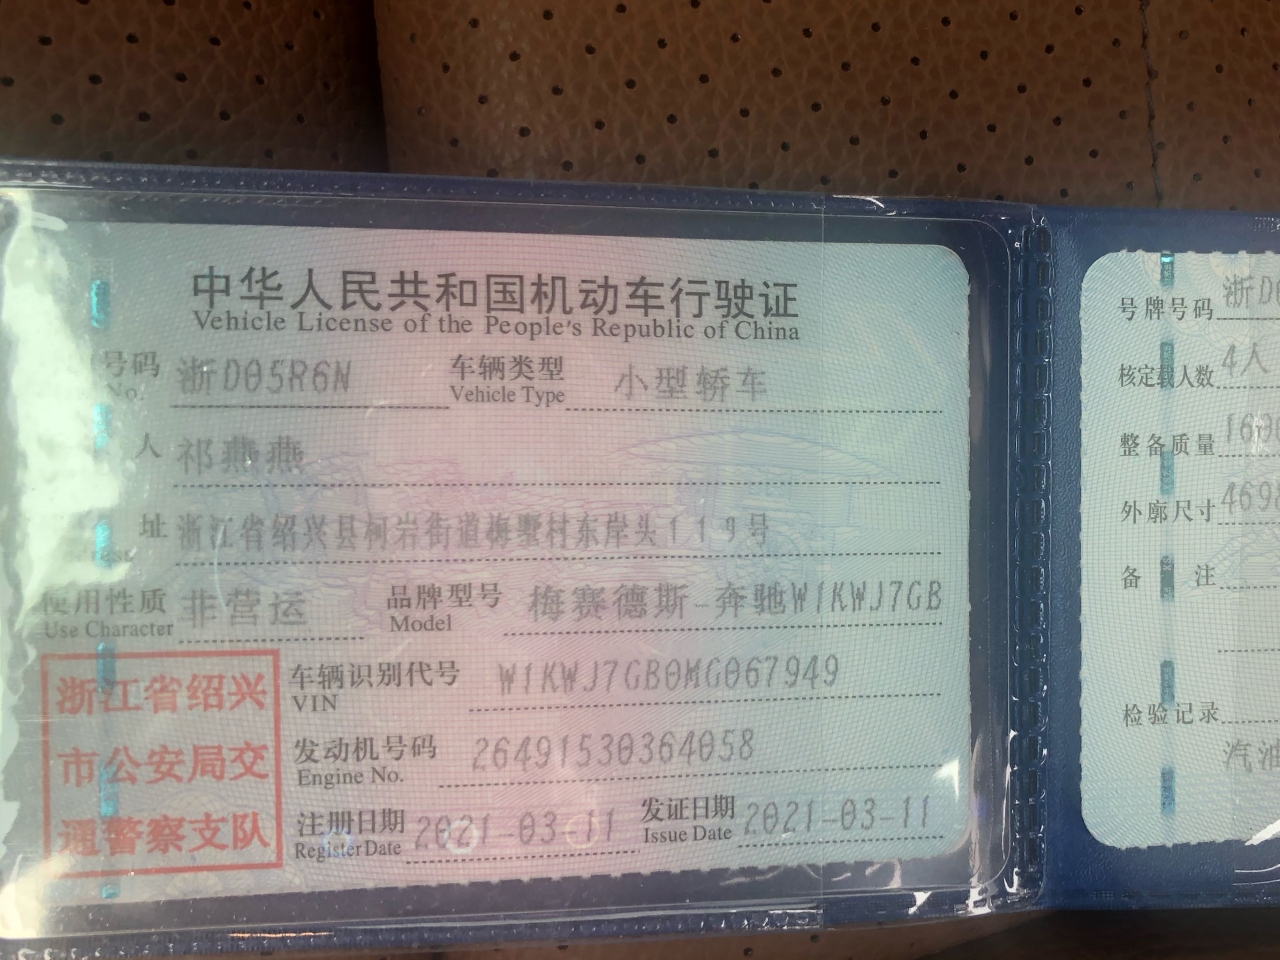 中华人民共和国机动车行驶证
Vehicle License of the People's Republic of China
号码 浙D05R6N 车辆类型 小型轿车
No. Vehicle Type
人 祁燕燕
址 浙江省绍兴县柯岩街道梅墅村东岸头119号
使用性质 非营运 品牌型号 梅赛德斯-奔驰W1KWJ7GB
Use Character Model
浙江省绍兴
市公安局交
通警察支队
车辆识别代号 W1KWJ7GB0MG067949
VIN
发动机号码 26491530364058
Engine No.
注册日期 2021-03-11 发证日期 2021-03-11
Register Date Issue Date
号牌号码 浙D0
核定载人数 4人
整备质量
外廓尺寸 469
备 注
检验记录
汽油